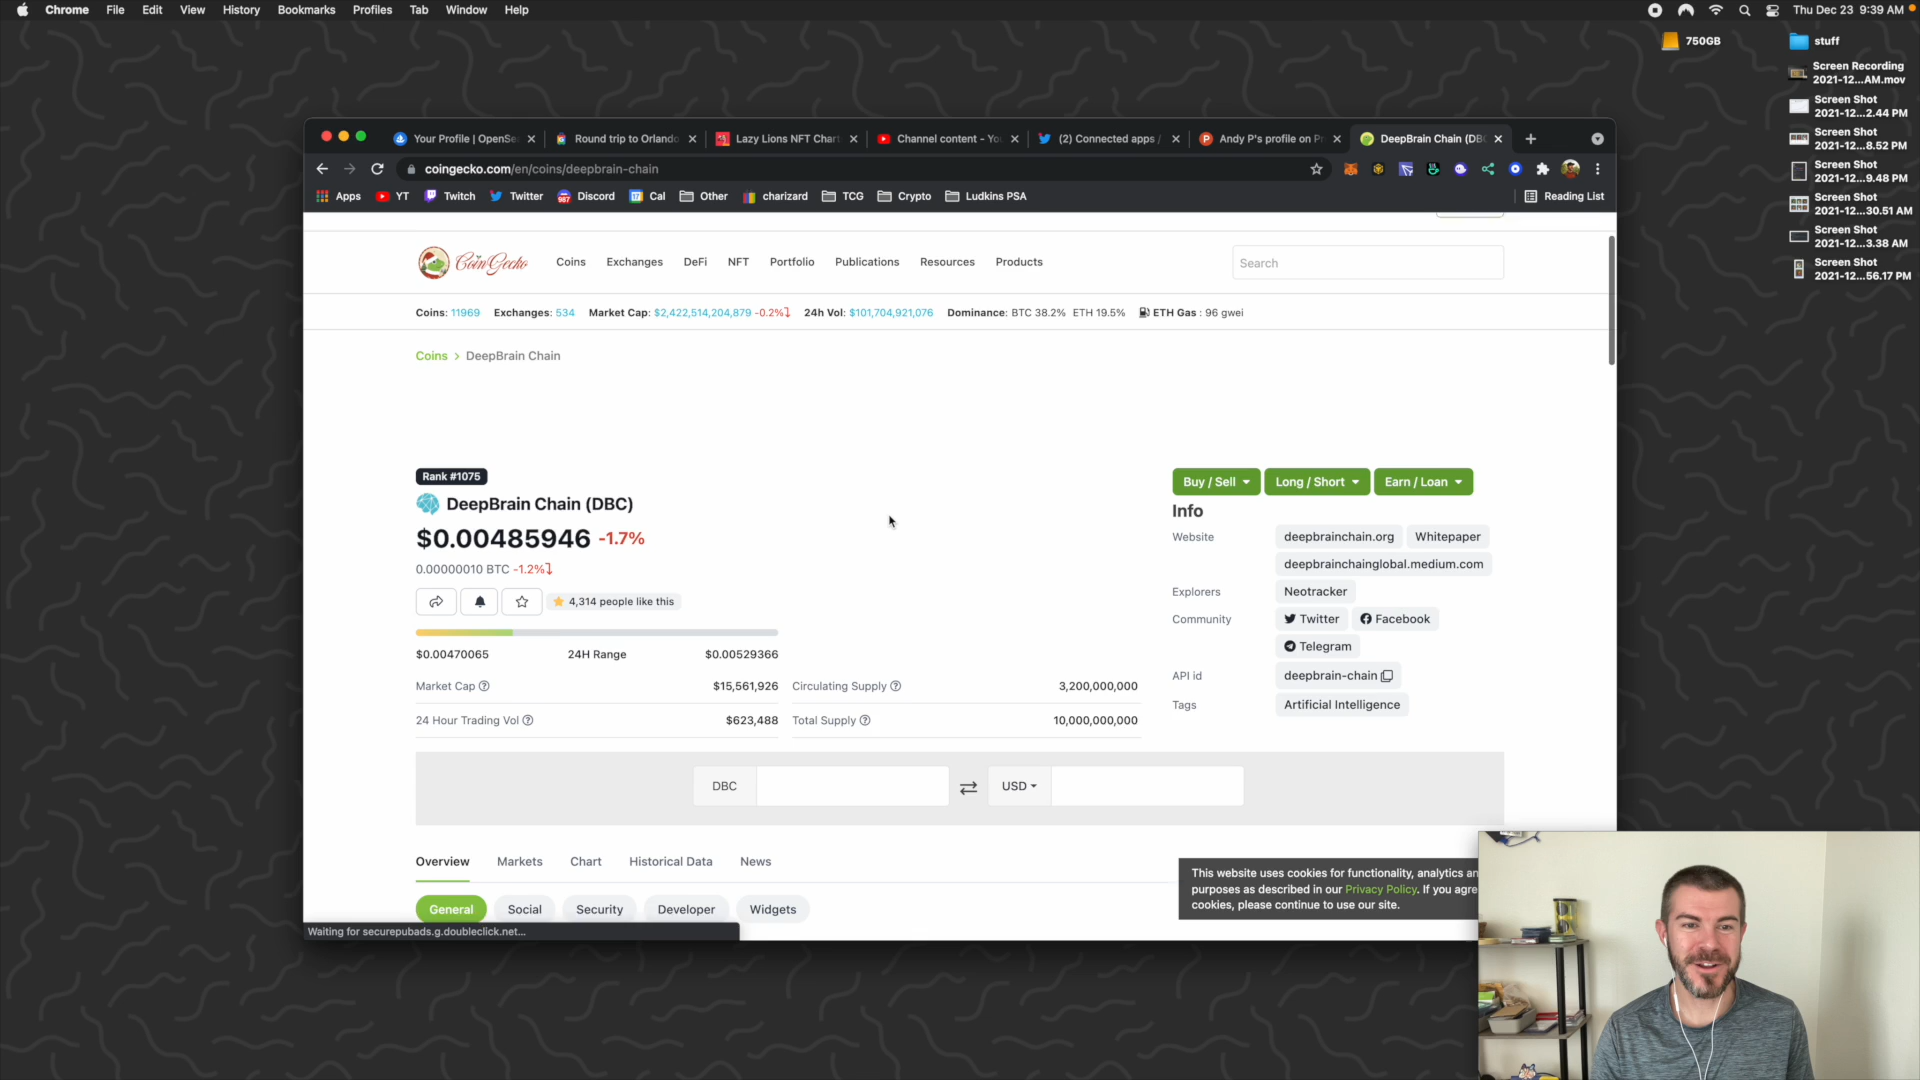 Chrome File Edit View History Bookmarks Profiles Tab Window Help
Thu Dec 23 9:39 AM
750GB
stuff
Screen Recording
2021-12...AM.mov
Screen Shot
2021-12...2.44 PM
Screen Shot
2021-12...8.52 PM
Screen Shot
2021-12...9.48 PM
Screen Shot
2021-12...30.51 AM
Screen Shot
2021-12...3.38 AM
Screen Shot
2021-12...56.17 PM
Your Profile | OpenSe
Round trip to Orlando
Lazy Lions NFT Chart
Channel content - Yo
(2) Connected apps /
Andy P's profile on P
DeepBrain Chain (DBC
coingecko.com/en/coins/deepbrain-chain
Apps YT Twitch Twitter Discord Cal Other charizard TCG Crypto Ludkins PSA Reading List
CoinGecko Coins Exchanges DeFi NFT Portfolio Publications Resources Products Search
Coins: 11969 Exchanges: 534 Market Cap: $2,422,514,204,879 -0.2% 24h Vol: $101,704,921,076 Dominance: BTC 38.2% ETH 19.5% ETH Gas : 96 gwei
Coins > DeepBrain Chain
Rank #1075
DeepBrain Chain (DBC)
$0.00485946 -1.7%
0.00000010 BTC -1.2%
4,314 people like this
$0.00470065 24H Range $0.00529366
Market Cap $15,561,926 Circulating Supply 3,200,000,000
24 Hour Trading Vol $623,488 Total Supply 10,000,000,000
Buy / Sell Long / Short Earn / Loan
Info
Website deepbrainchain.org Whitepaper
deepbrainchainglobal.medium.com
Explorers Neotracker
Community Twitter Facebook
Telegram
API id deepbrain-chain
Tags Artificial Intelligence
DBC USD
Overview Markets Chart Historical Data News
General Social Security Developer Widgets
This website uses cookies for functionality, analytics an
purposes as described in our Privacy Policy. If you agre
cookies, please continue to use our site.
Waiting for securepubads.g.doubleclick.net...